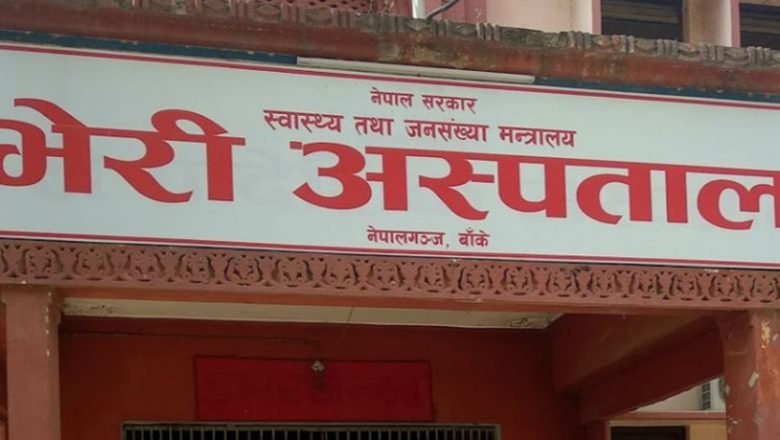 नेपाल सरकार
स्वास्थ्य तथा जनसंख्या मन्त्रालय
भेरी अस्पताल
नेपालगञ्ज, बाँके